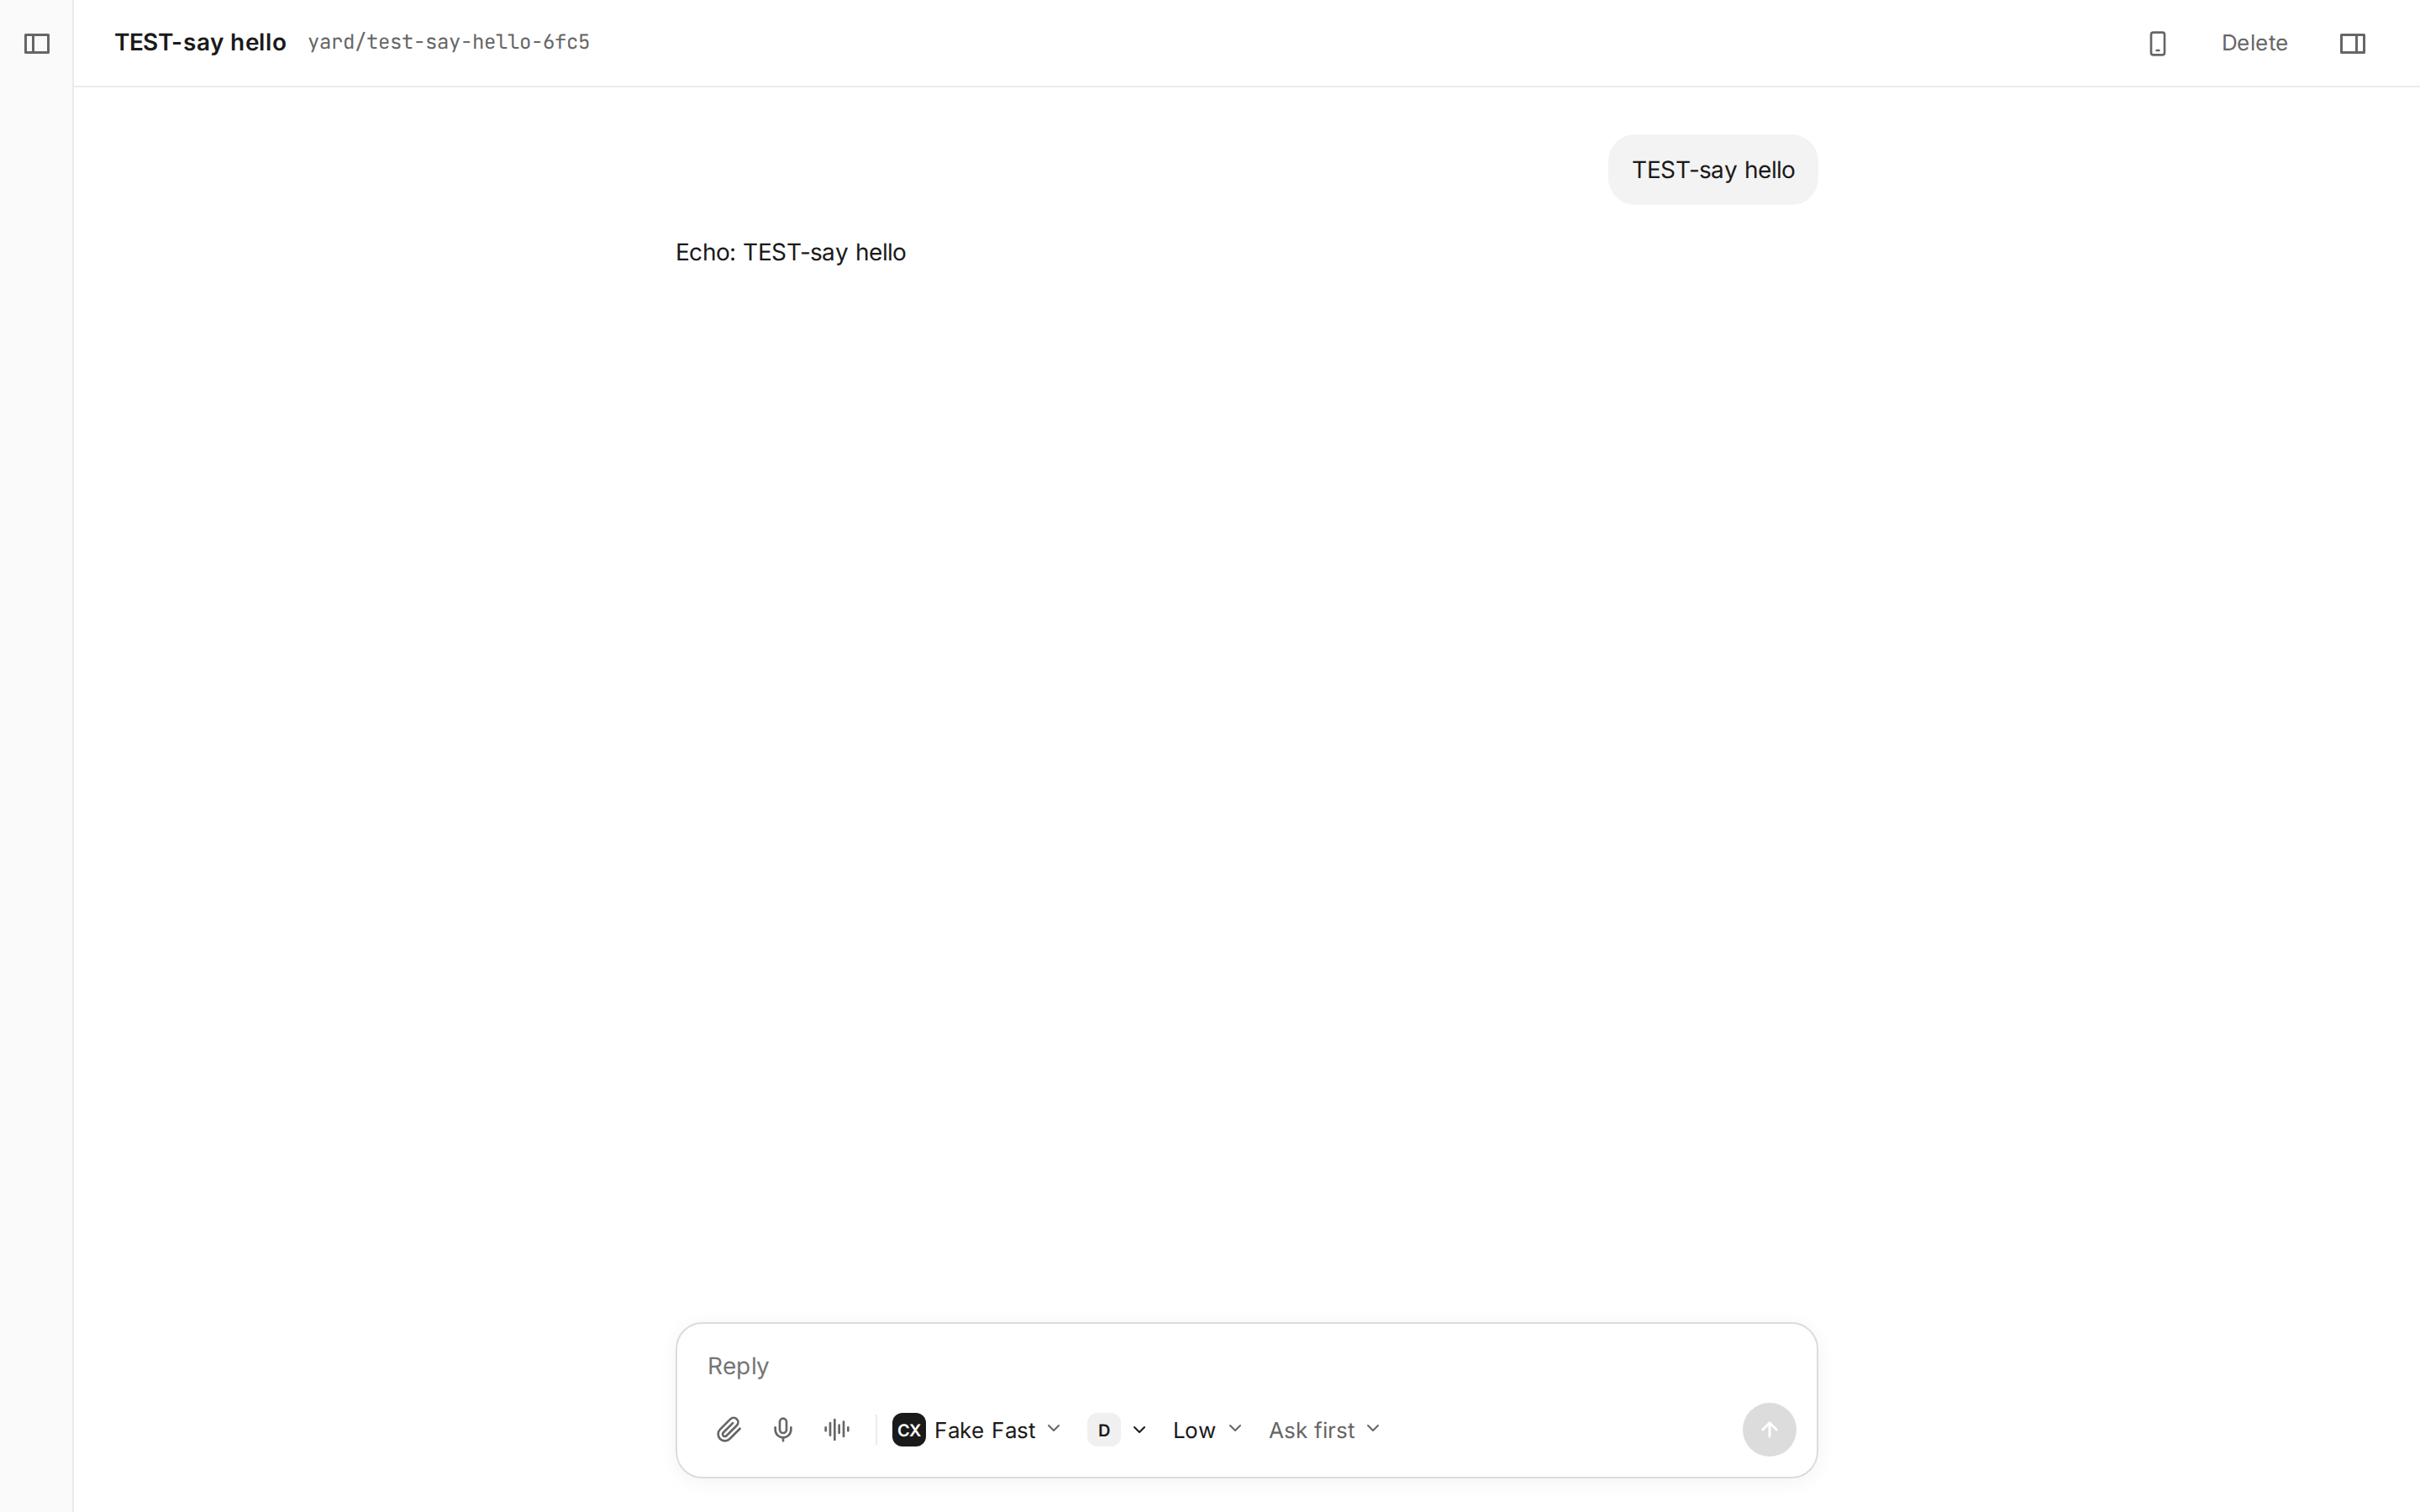 TEST-say hello yard/test-say-hello-6fc5 Delete
TEST-say hello
Echo: TEST-say hello
Reply
CX Fake Fast D Low Ask first